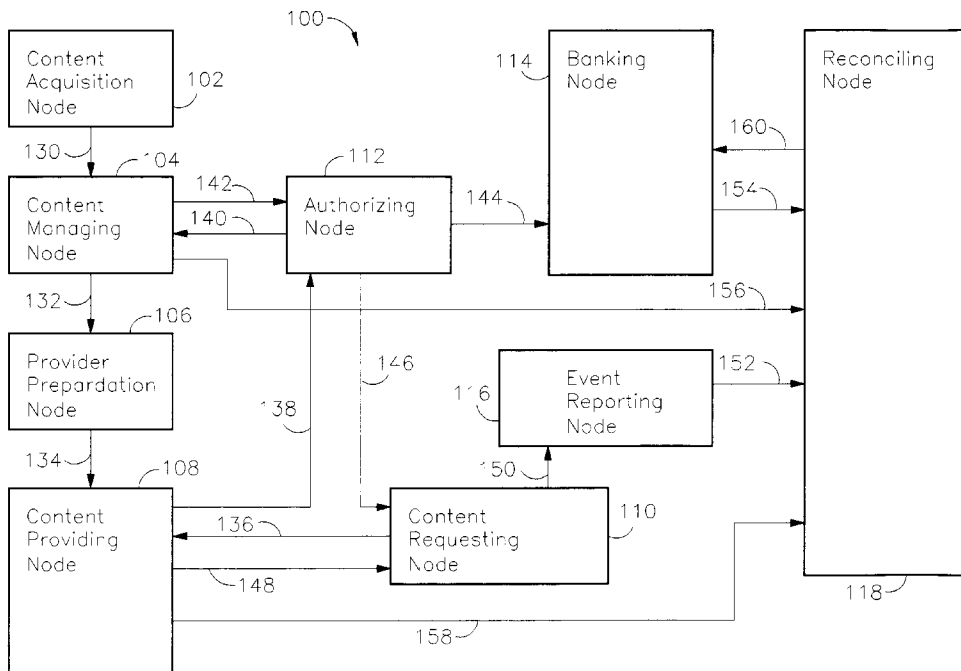 100
Content
Acquisition
Node
102
130
104
Content
Managing
Node
142
140
112
Authorizing
Node
144
114
Banking
Node
Reconciling
Node
160
154
156
132
106
Provider
Prepardation
Node
146
138
116
Event
Reporting
Node
152
134
108
Content
Providing
Node
136
148
150
Content
Requesting
Node
110
158
118